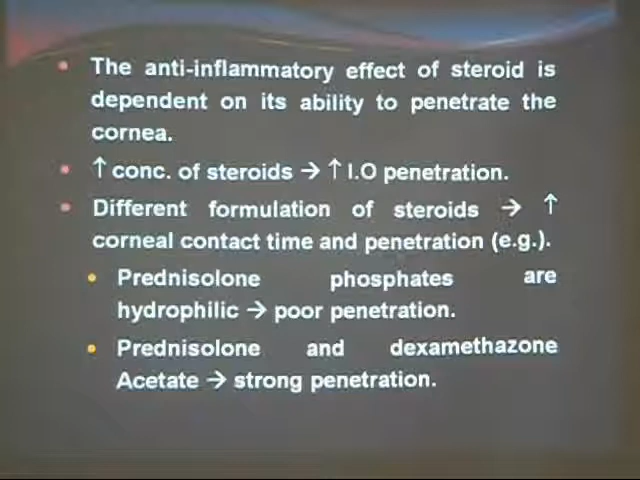 • The anti-inflammatory effect of steroid is
dependent on its ability to penetrate the
cornea.
• ↑ conc. of steroids → ↑ I.O penetration.
• Different formulation of steroids → ↑
corneal contact time and penetration (e.g.).
• Prednisolone phosphates are
hydrophilic → poor penetration.
• Prednisolone and dexamethazone
Acetate → strong penetration.